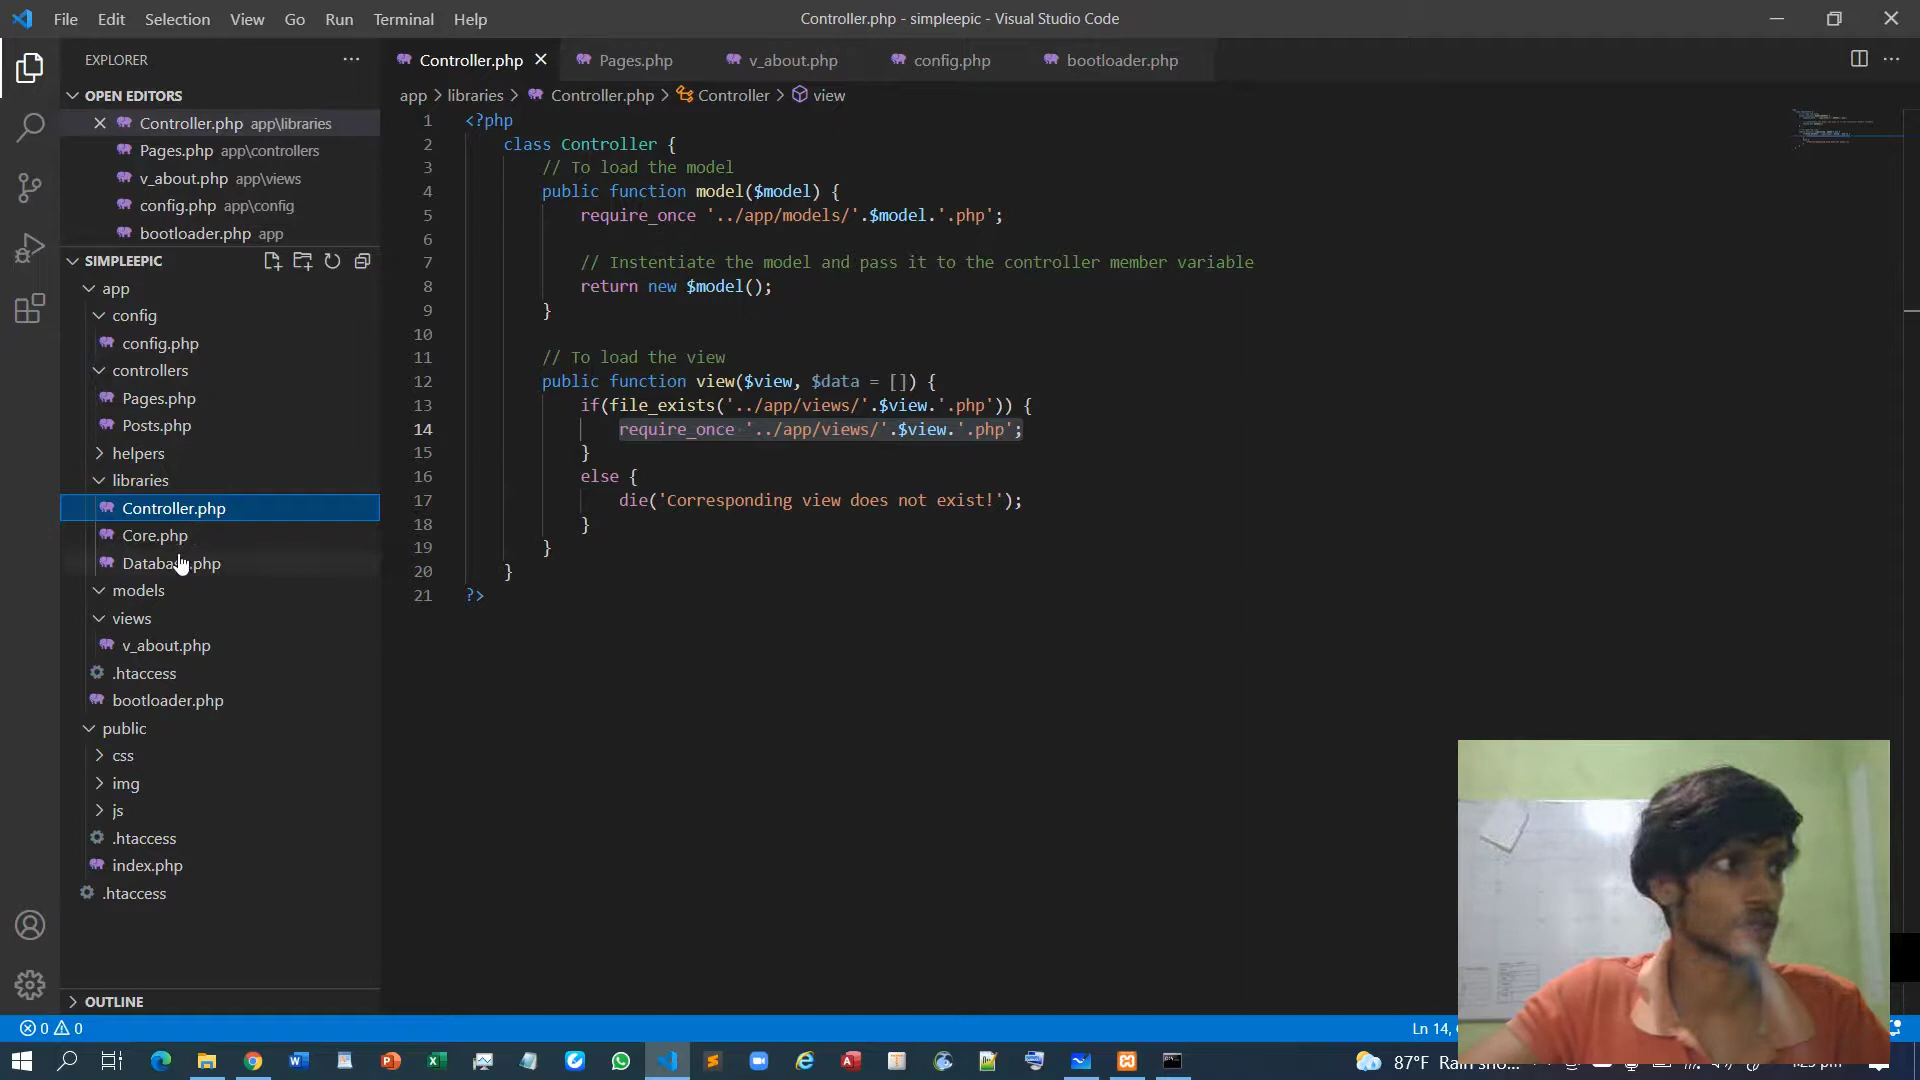 File Edit Selection View Go Run Terminal Help
Controller.php - simpleepic - Visual Studio Code
EXPLORER
OPEN EDITORS
Controller.php app\libraries
Pages.php app\controllers
v_about.php app\views
config.php app\config
bootloader.php app
SIMPLEEPIC
app
config
config.php
controllers
Pages.php
Posts.php
helpers
libraries
Controller.php
Core.php
Database.php
models
views
v_about.php
.htaccess
bootloader.php
public
css
img
js
.htaccess
index.php
.htaccess
OUTLINE
Controller.php Pages.php v_about.php config.php bootloader.php
app > libraries > Controller.php > Controller > view
1 <?php
2 class Controller {
3 // To load the model
4 public function model($model) {
5 require_once '../app/models/'.$model.'.php';
6
7 // Instentiate the model and pass it to the controller member variable
8 return new $model();
9 }
10
11 // To load the view
12 public function view($view, $data = []) {
13 if(file_exists('../app/views/'.$view.'.php')) {
14 require_once '../app/views/'.$view.'.php';
15 }
16 else {
17 die('Corresponding view does not exist!');
18 }
19 }
20 }
21 ?>
0 0
Ln 14,
87°F Rain sho...